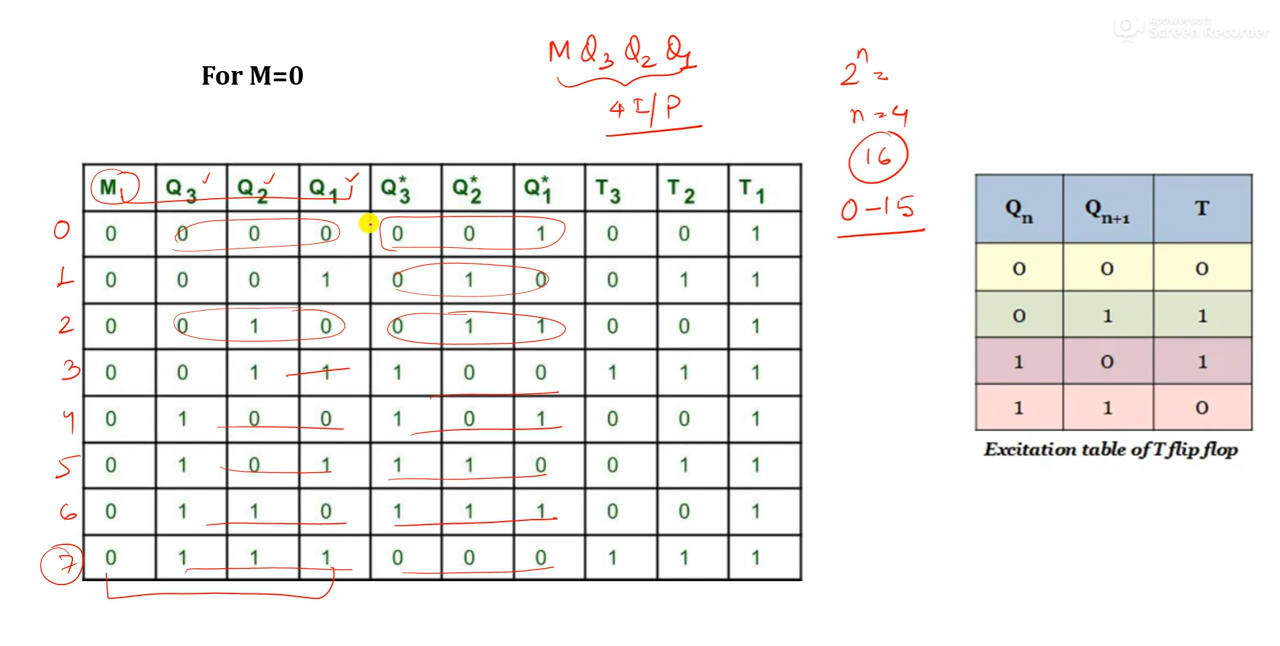 Apowersoft
Screen Recorder
For M=0
M Q3 Q2 Q1
4 I/P
2^n =
n = 4
16
0 - 15
M Q3 Q2 Q1 Q3* Q2* Q1* T3 T2 T1
0 0 0 0 0 0 0 1 0 0 1
1 0 0 0 1 0 1 0 0 1 1
2 0 0 1 0 0 1 1 0 0 1
3 0 0 1 1 1 0 0 1 1 1
4 0 1 0 0 1 0 1 0 0 1
5 0 1 0 1 1 1 0 0 1 1
6 0 1 1 0 1 1 1 0 0 1
7 0 1 1 1 0 0 0 1 1 1
Qn Qn+1 T
0 0 0
0 1 1
1 0 1
1 1 0
Excitation table of T flip flop